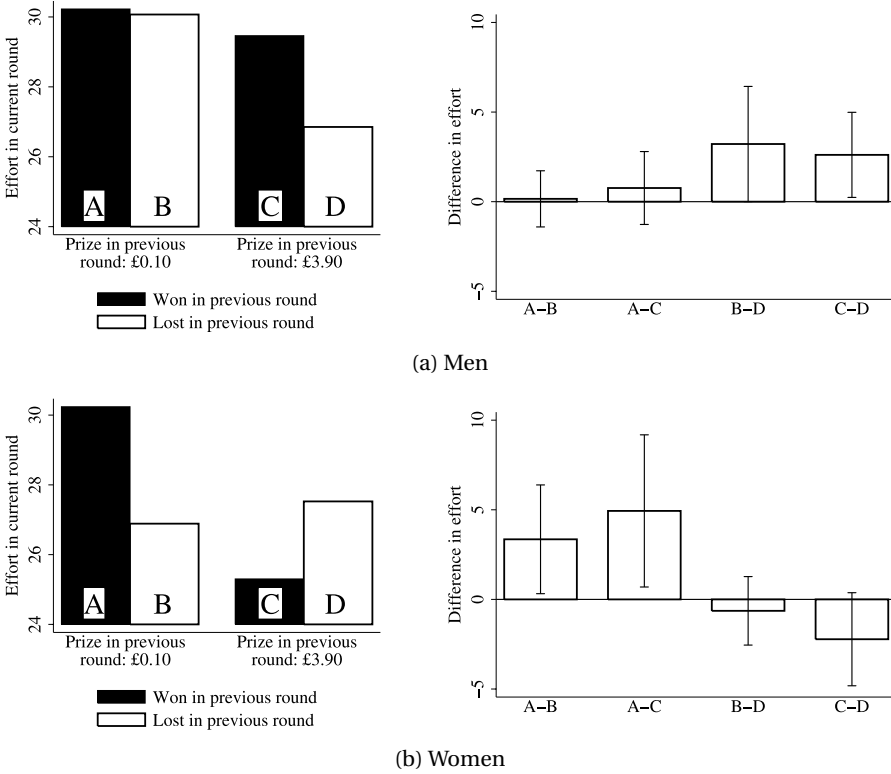 Effort in current round
30
28
26
24
A
B
C
D
Prize in previous
round: £0.10
Prize in previous
round: £3.90
Won in previous round
Lost in previous round
Difference in effort
10
5
0
−5
A−B
A−C
B−D
C−D
(a) Men
Effort in current round
30
28
26
24
A
B
C
D
Prize in previous
round: £0.10
Prize in previous
round: £3.90
Won in previous round
Lost in previous round
Difference in effort
10
5
0
−5
A−B
A−C
B−D
C−D
(b) Women